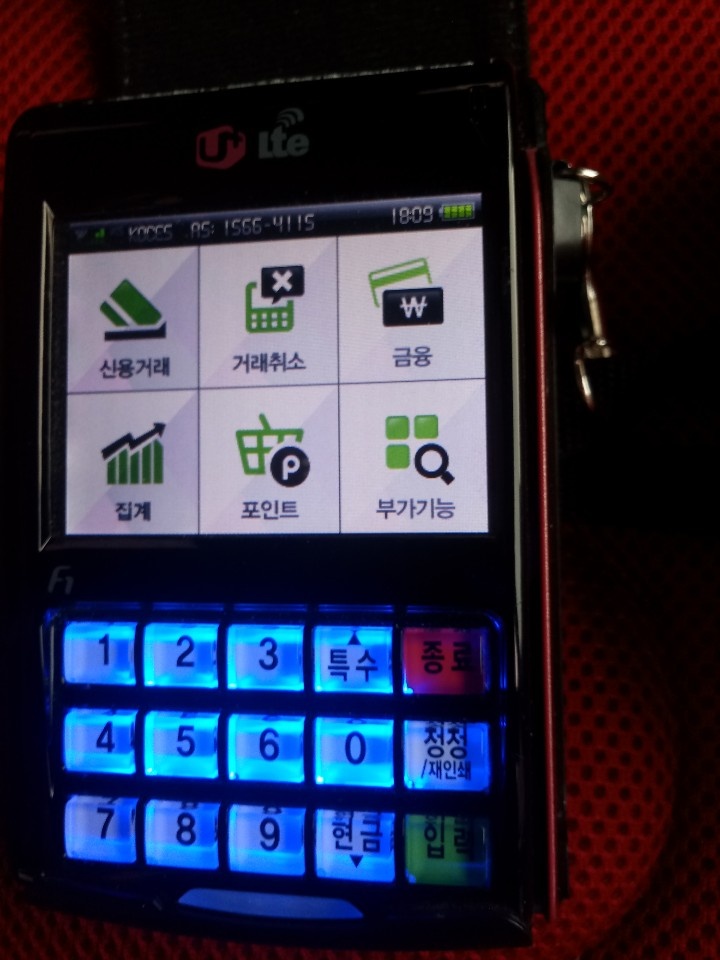 U+ Lte
KOCES AS: 1566-4115 18:09
신용거래 거래취소 금융
집계 포인트 부가기능
F1
1 2 3 특수 종료
4 5 6 0 정정
/재인쇄
7 8 9 현금 입력